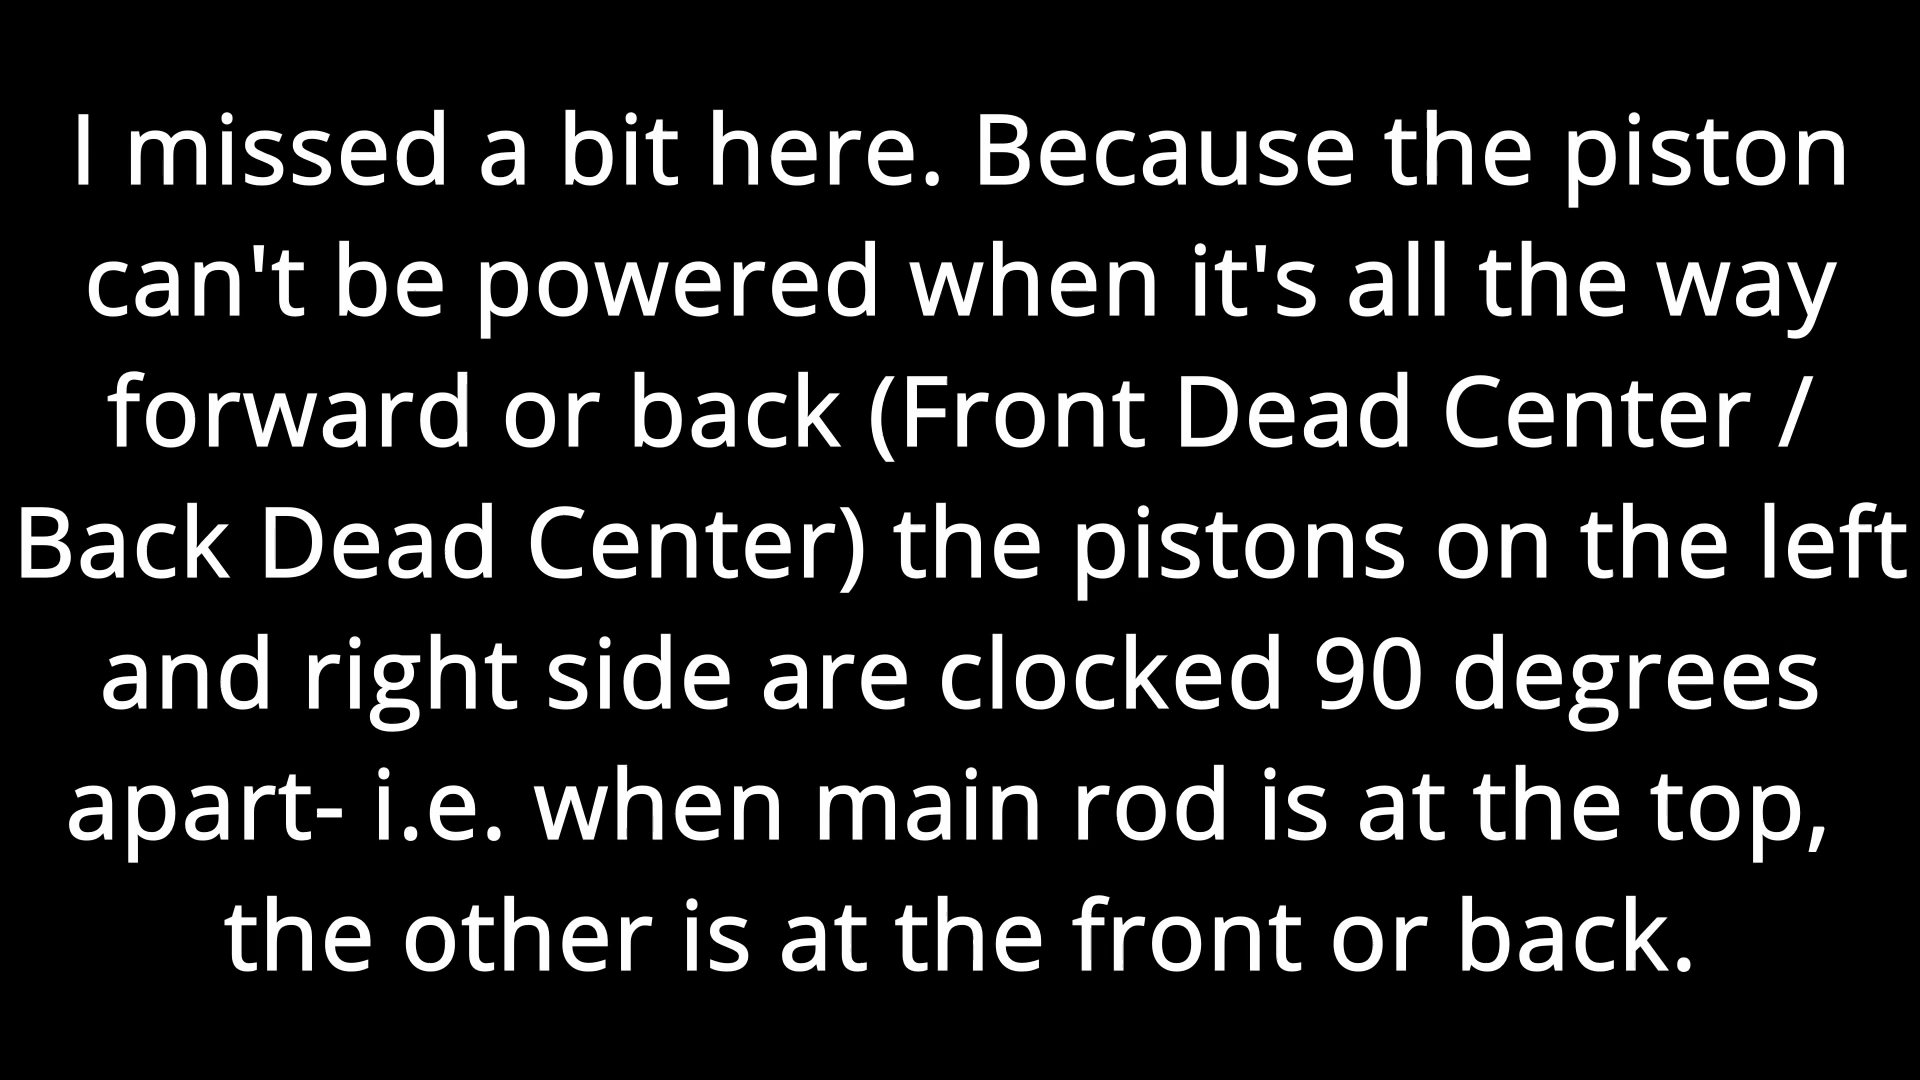 I missed a bit here. Because the piston
can't be powered when it's all the way
forward or back (Front Dead Center /
Back Dead Center) the pistons on the left
and right side are clocked 90 degrees
apart- i.e. when main rod is at the top,
the other is at the front or back.